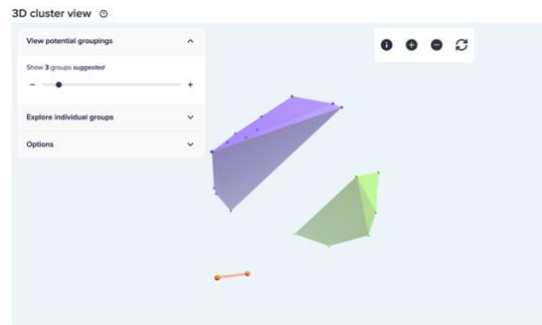 3D cluster view
View potential groupings
Show 3 groups suggested
Explore individual groups
Options